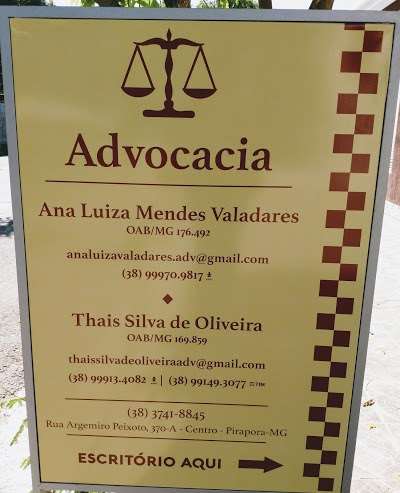 Advocacia
Ana Luiza Mendes Valadares
OAB/MG 176.492
analuizavaladares.adv@gmail.com
(38) 99970.9817
Thais Silva de Oliveira
OAB/MG 169.859
thaissilvadeoliveiraadv@gmail.com
(38) 99913.4082 | (38) 99149.3077
(38) 3741-8845
Rua Argemiro Peixoto, 370-A - Centro - Pirapora-MG
ESCRITÓRIO AQUI